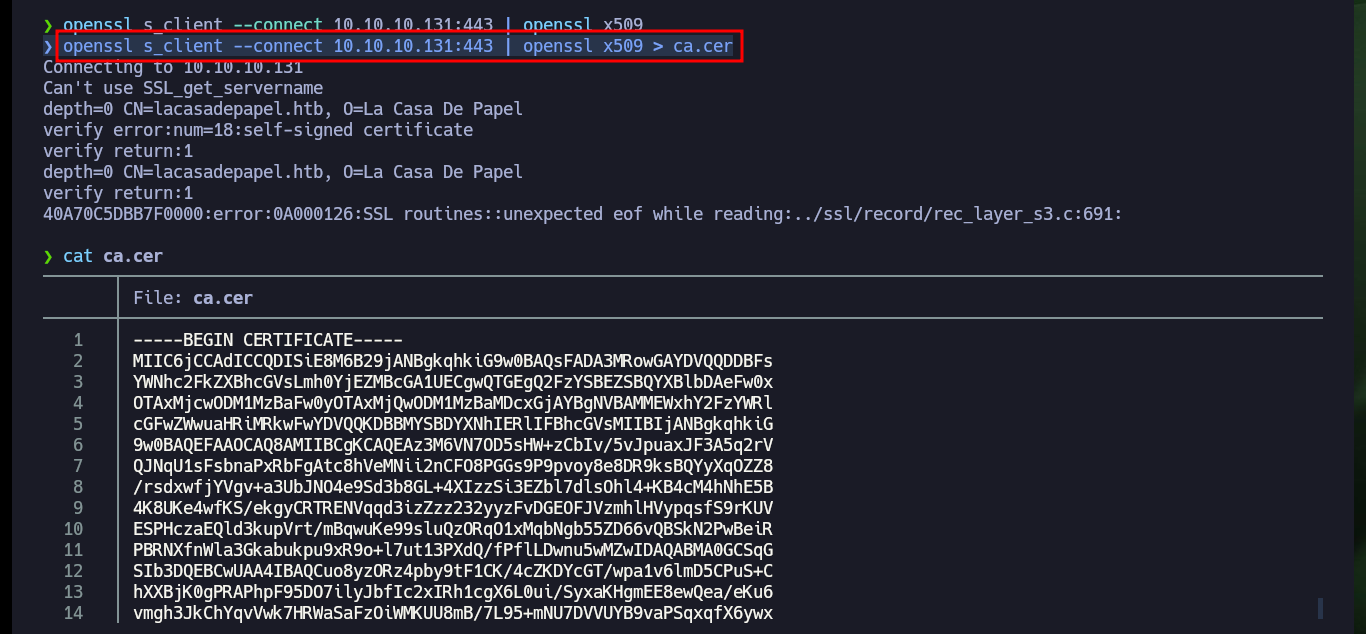 ❯ openssl s_client --connect 10.10.10.131:443 | openssl x509
❯ openssl s_client --connect 10.10.10.131:443 | openssl x509 > ca.cer
Connecting to 10.10.10.131
Can't use SSL_get_servername
depth=0 CN=lacasadepapel.htb, O=La Casa De Papel
verify error:num=18:self-signed certificate
verify return:1
depth=0 CN=lacasadepapel.htb, O=La Casa De Papel
verify return:1
40A70C5DBB7F0000:error:0A000126:SSL routines::unexpected eof while reading:../ssl/record/rec_layer_s3.c:691:
❯ cat ca.cer
File: ca.cer
1 -----BEGIN CERTIFICATE-----
2 MIIC6jCCAdICCQDISiE8M6B29jANBgkqhkiG9w0BAQsFADA3MRowGAYDVQQDDBFs
3 YWNhc2FkZXBhcGVsLmh0YjEZMBcGA1UECgwQTGEgQ2FzYSBEZSBQYXBlbDAeFw0x
4 OTAxMjcwODM1MzBaFw0yOTAxMjQwODM1MzBaMDcxGjAYBgNVBAMMEWxhY2FzYWRl
5 cGFwZWwuaHRiMRkwFwYDVQQKDBBMYSBDYXNhIERlIFBhcGVsMIIBIjANBgkqhkiG
6 9w0BAQEFAAOCAQ8AMIIBCgKCAQEAz3M6VN7OD5sHW+zCbIv/5vJpuaxJF3A5q2rV
7 QJNqU1sFsbnaPxRbFgAtc8hVeMNii2nCFO8PGGs9P9pvoy8e8DR9ksBQYyXqOZZ8
8 /rsdxwfjYVgv+a3UbJNO4e9Sd3b8GL+4XIzzSi3EZbl7dlsOhl4+KB4cM4hNhE5B
9 4K8UKe4wfKS/ekgyCRTRENVqqd3izZzz232yyzFvDGEOFJVzmhlHVypqsfS9rKUV
10 ESPHczaEQld3kupVrt/mBqwuKe99sluQzORqO1xMqbNgb55ZD66vQBSkN2PwBeiR
11 PBRNXfnWla3Gkabukpu9xR9o+l7ut13PXdQ/fPflLDwnu5wMZwIDAQABMA0GCSqG
12 SIb3DQEBCwUAA4IBAQCuo8yzORz4pby9tF1CK/4cZKDYcGT/wpa1v6lmD5CPuS+C
13 hXXBjK0gPRAPhpF95DO7ilyJbfIc2xIRh1cgX6L0ui/SyxaKHgmEE8ewQea/eKu6
14 vmgh3JkChYqvVwk7HRWaSaFzOiWMKUU8mB/7L95+mNU7DVVUYB9vaPSqxqfX6ywx